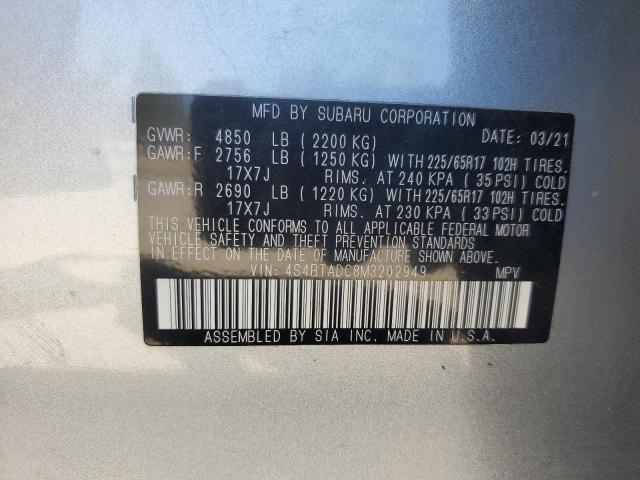 MFD BY SUBARU CORPORATION
GVWR: 4850 LB (2200 KG) DATE: 03/21
GAWR:F 2756 LB (1250 KG) WITH 225/65R17 102H TIRES.
17X7J RIMS. AT 240 KPA (35 PSI) COLD
GAWR:R 2690 LB (1220 KG) WITH 225/65R17 102H TIRES.
17X7J RIMS. AT 230 KPA (33 PSI) COLD
THIS VEHICLE CONFORMS TO ALL APPLICABLE FEDERAL MOTOR
VEHICLE SAFETY AND THEFT PREVENTION STANDARDS
IN EFFECT ON THE DATE OF MANUFACTURE SHOWN ABOVE.
VIN: 4S4BTADC8M3202949 MPV
ASSEMBLED BY SIA INC. MADE IN U.S.A.